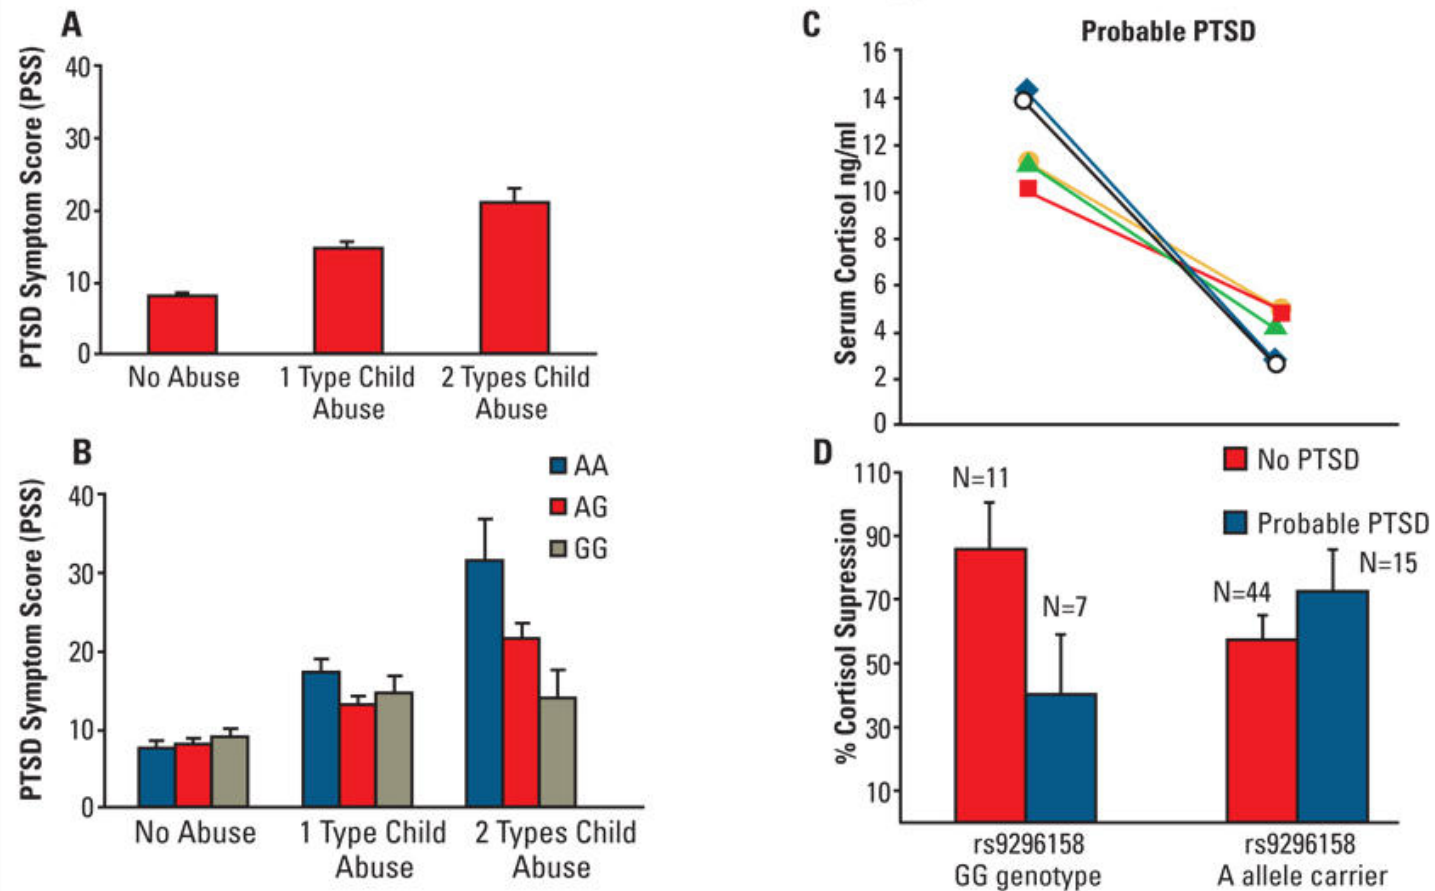 A
PTSD Symptom Score (PSS)
40
30
20
10
0
No Abuse
1 Type Child
Abuse
2 Types Child
Abuse
B
PTSD Symptom Score (PSS)
40
30
20
10
0
AA
AG
GG
No Abuse
1 Type Child
Abuse
2 Types Child
Abuse
C
Probable PTSD
Serum Cortisol ng/ml
16
14
12
10
8
6
4
2
0
D
% Cortisol Supression
110
90
70
50
30
10
No PTSD
Probable PTSD
N=11
N=7
N=44
N=15
rs9296158
GG genotype
rs9296158
A allele carrier